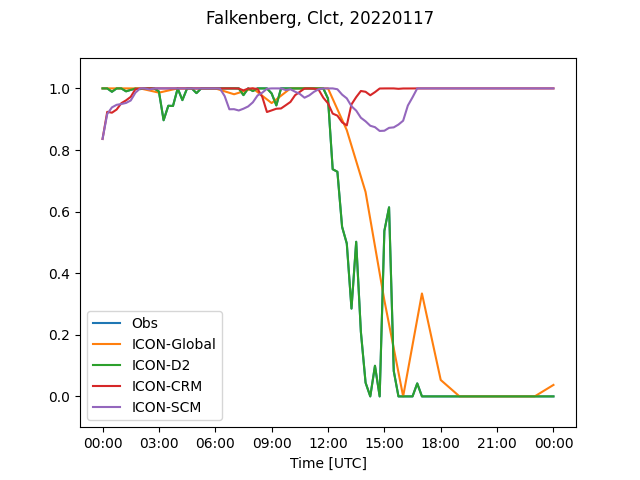 Falkenberg, Clct, 20220117
1.0
0.8
0.6
0.4
0.2
0.0
Obs
ICON-Global
ICON-D2
ICON-CRM
ICON-SCM
00:00 03:00 06:00 09:00 12:00 15:00 18:00 21:00 00:00
Time [UTC]